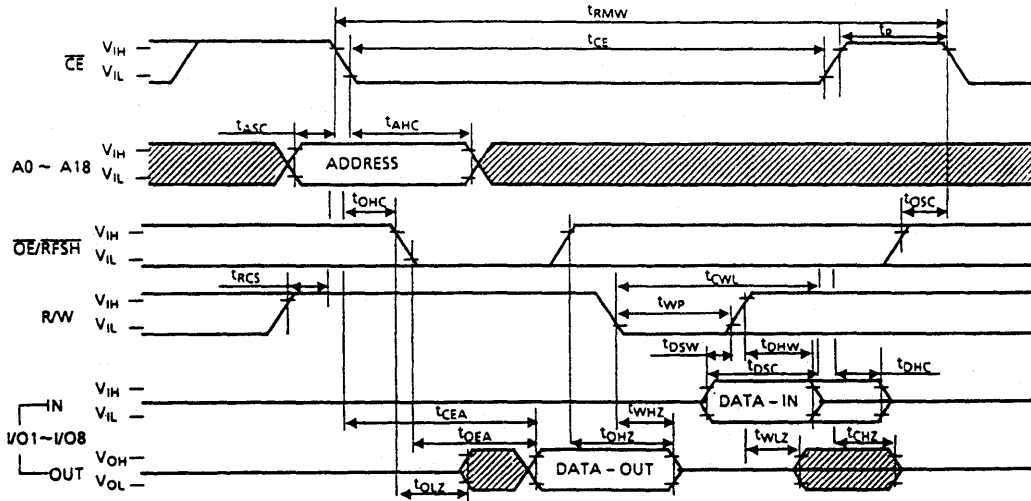 tRMW
tCE
tP
CE
VIH
VIL
tASC
tAHC
A0 ~ A18
VIH
VIL
ADDRESS
tOHC
tOSC
OE/RFSH
VIH
VIL
tRCS
tCWL
R/W
VIH
VIL
tWP
tDSW
tDHW
tDSC
tDHC
IN
VIH
VIL
DATA - IN
I/O1~I/O8
tCEA
tWHZ
tOEA
tOHZ
tWLZ
tCHZ
OUT
VOH
VOL
DATA - OUT
tOLZ